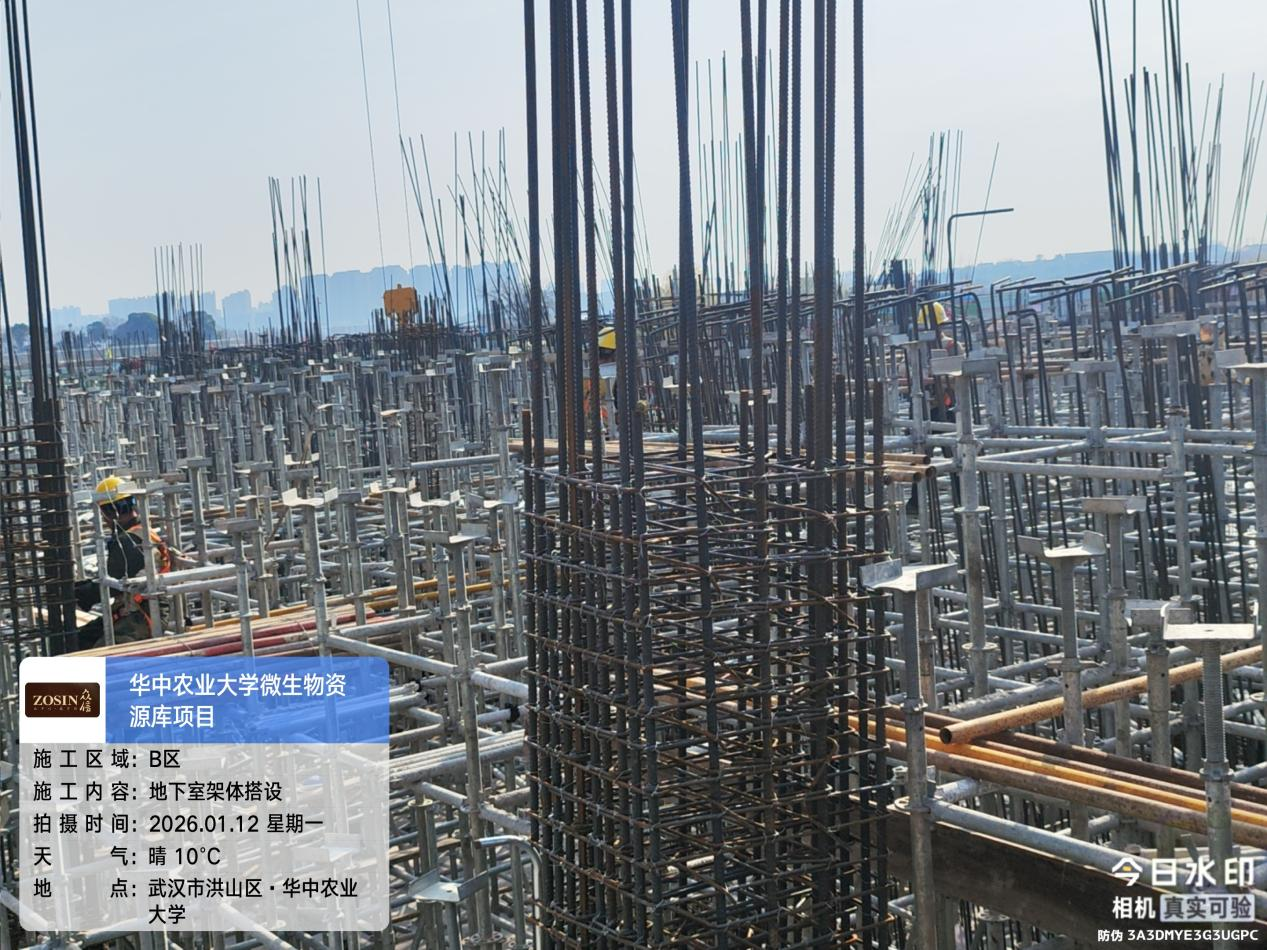 ZOSIN 众信
华中农业大学微生物资
源库项目
施工区域：B区
施工内容：地下室架体搭设
拍摄时间：2026.01.12 星期一
天气：晴 10℃
地点：武汉市洪山区·华中农业
大学
今日水印
相机 真实可验
防伪 3A3DMYE3G3UGPC